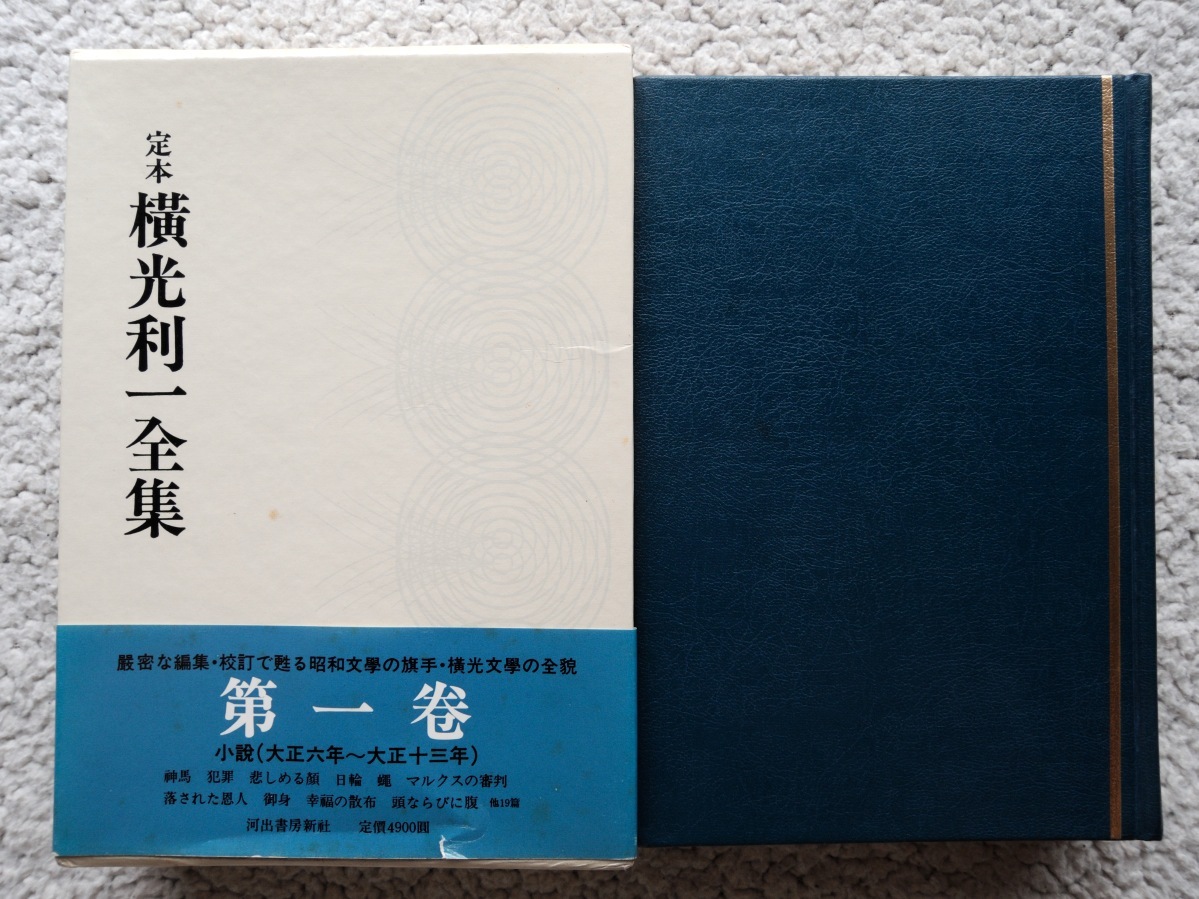 定本
橫光利一全集
嚴密な編集・校訂で甦る昭和文學の旗手・橫光文學の全貌
第一卷
小說(大正六年〜大正十三年)
神馬 犯罪 悲しめる顏 日輪 蠅 マルクスの審判
落された恩人 御身 幸福の散布 頭ならびに腹 他19篇
河出書房新社 定價4900圓